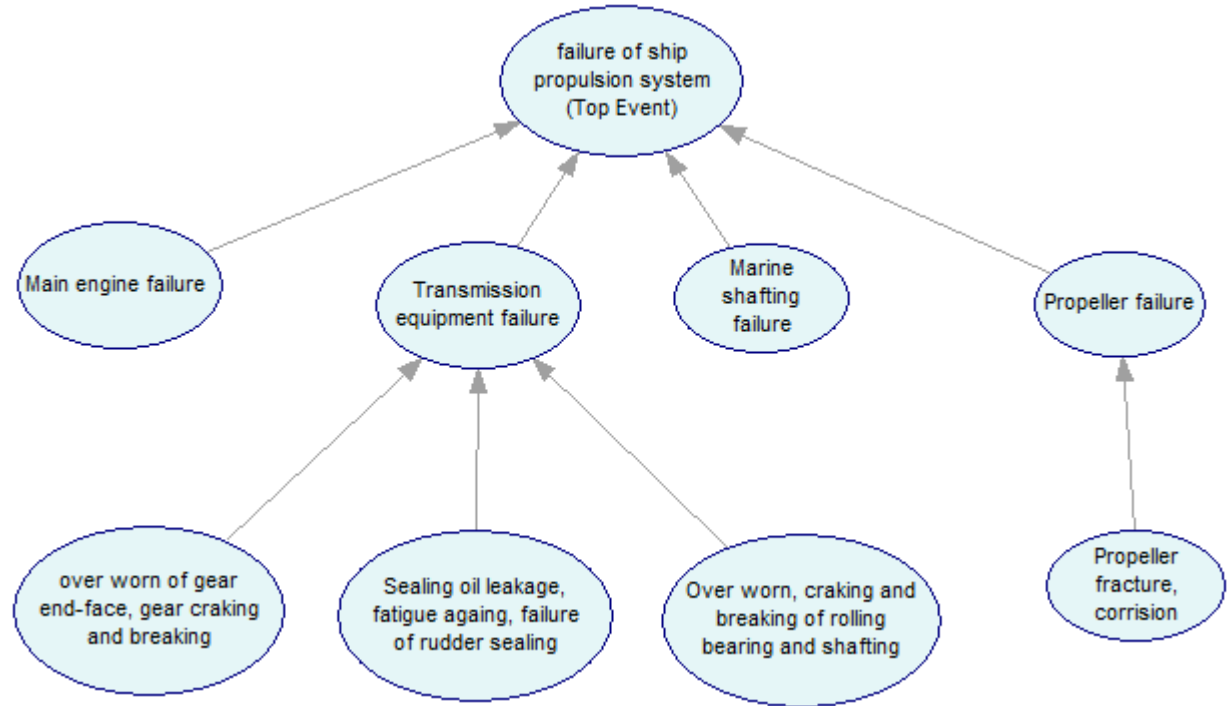 failure of ship
propulsion system
(Top Event)
Main engine failure
Transmission
equipment failure
Marine
shafting
failure
Propeller failure
over worn of gear
end-face, gear craking
and breaking
Sealing oil leakage,
fatigue againg, failure
of rudder sealing
Over worn, craking and
breaking of rolling
bearing and shafting
Propeller
fracture,
corrision